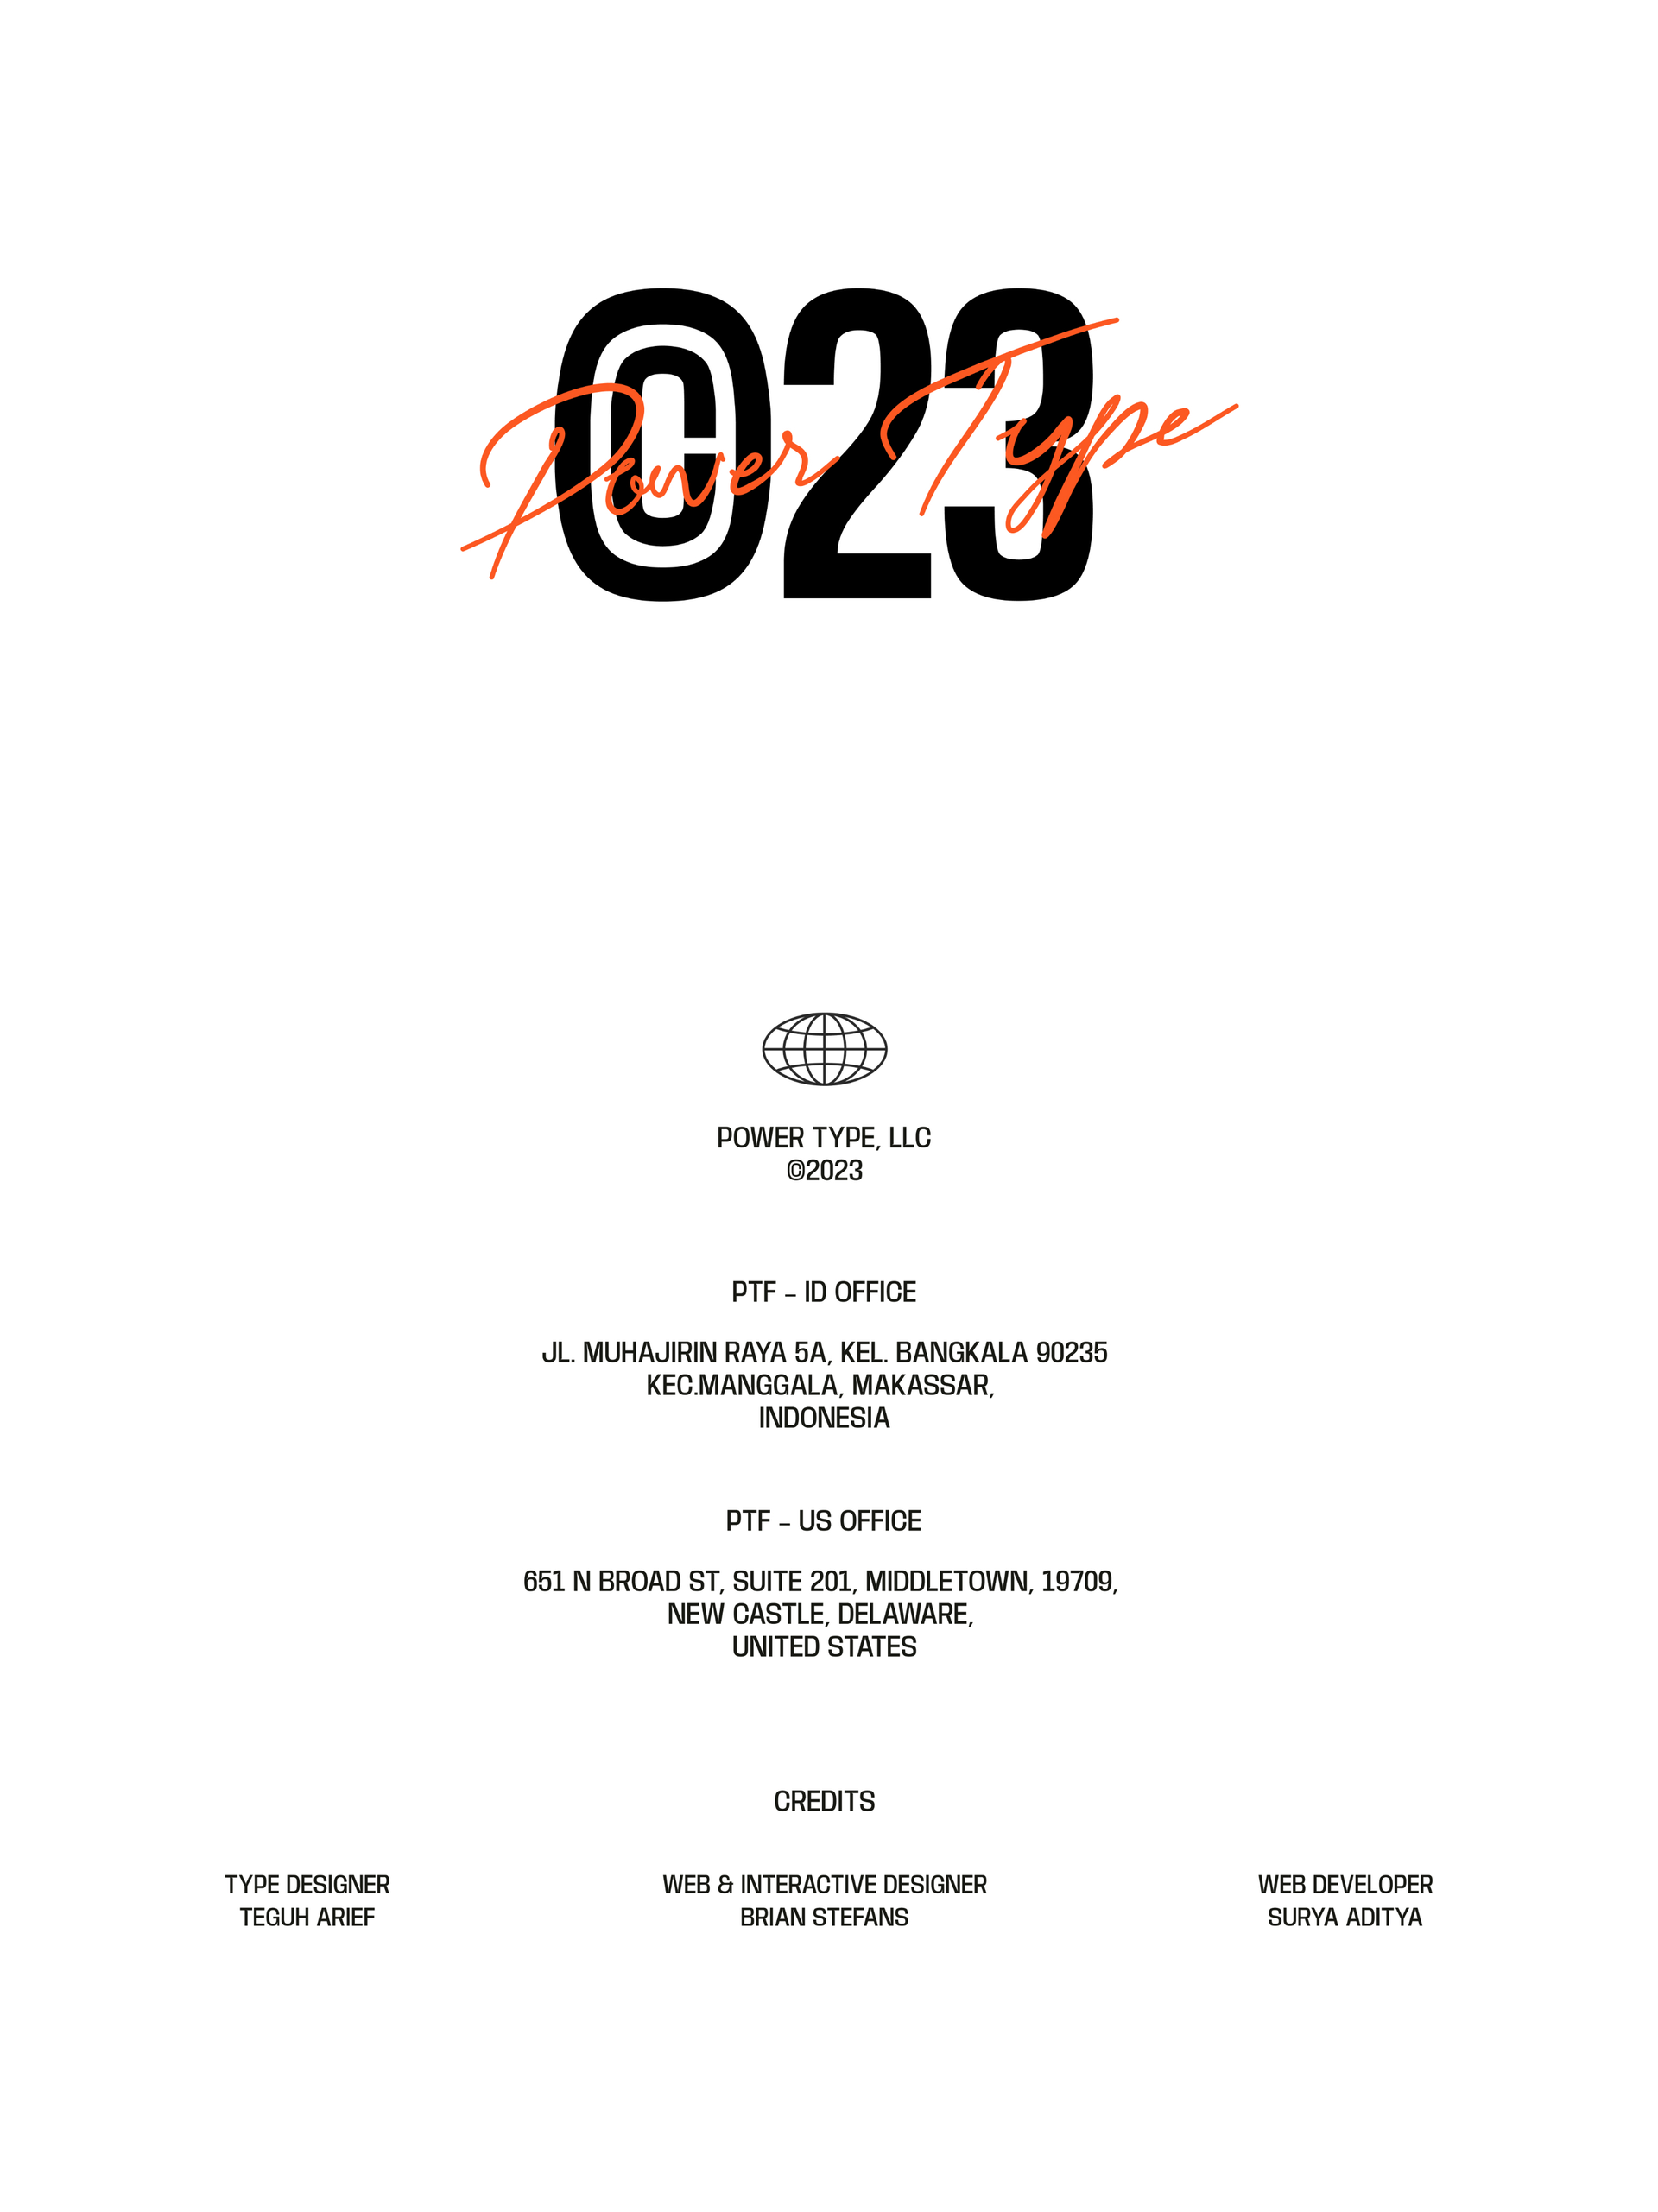 ©23
Power Type
POWER TYPE, LLC
©2023
PTF – ID OFFICE
JL. MUHAJIRIN RAYA 5A, KEL. BANGKALA 90235
KEC.MANGGALA, MAKASSAR,
INDONESIA
PTF – US OFFICE
651 N BROAD ST, SUITE 201, MIDDLETOWN, 19709,
NEW CASTLE, DELAWARE,
UNITED STATES
CREDITS
TYPE DESIGNER
TEGUH ARIEF
WEB & INTERACTIVE DESIGNER
BRIAN STEFANS
WEB DEVELOPER
SURYA ADITYA